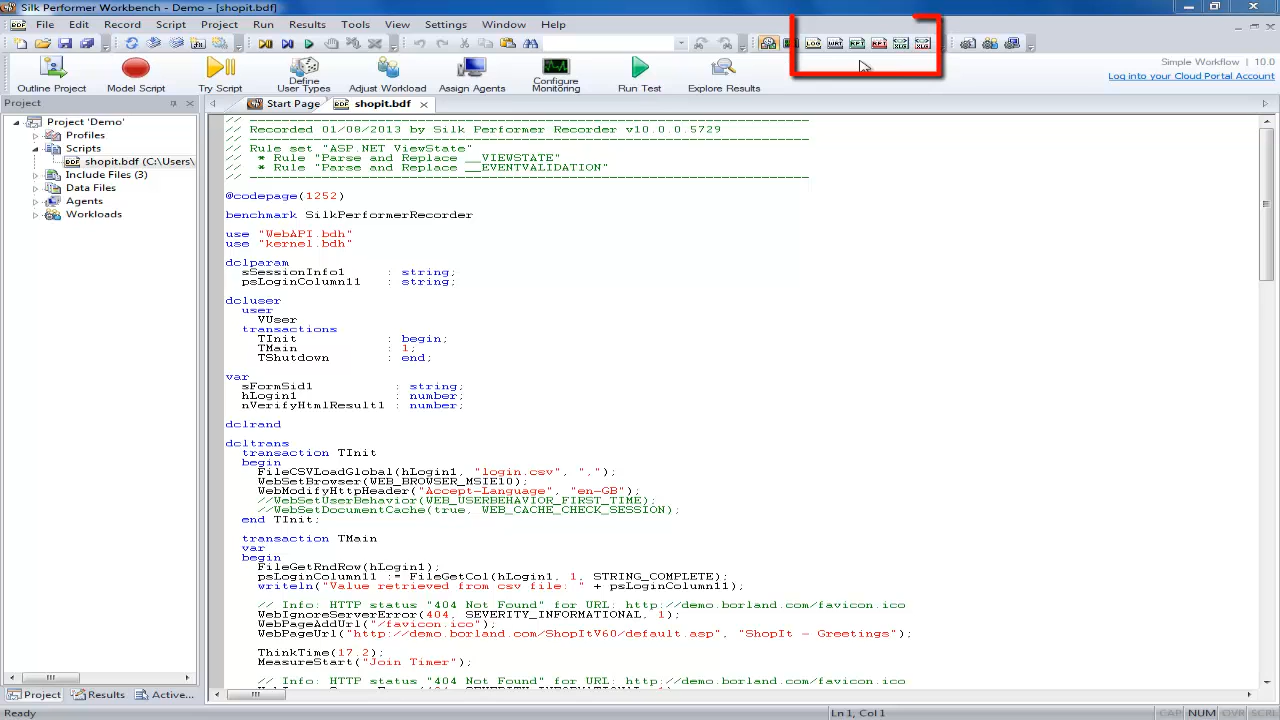 Silk Performer Workbench - Demo - [shopit.bdf]
File Edit Record Script Project Run Results Tools View Settings Window Help
LOG WRT RPT RPT
Outline Project Model Script Try Script Define User Types Adjust Workload Assign Agents Configure Monitoring Run Test Explore Results
Simple Workflow | 10.0
Log into your Cloud Portal Account
Project
Start Page
BDF shopit.bdf
Project 'Demo'
Profiles
Scripts
shopit.bdf (C:\Users\
Include Files (3)
Data Files
Agents
Workloads
// ----------------------------------------------------------------------
// Recorded 01/08/2013 by Silk Performer Recorder v10.0.0.5729
// ----------------------------------------------------------------------
// Rule set "ASP.NET ViewState"
//  * Rule "Parse and Replace __VIEWSTATE"
//  * Rule "Parse and Replace __EVENTVALIDATION"
// ----------------------------------------------------------------------
@codepage(1252)
benchmark SilkPerformerRecorder
use "WebAPI.bdh"
use "kernel.bdh"
dclparam
sSessionInfo1 : string;
psLoginColumn11 : string;
dcluser
user
VUser
transactions
TInit : begin;
TMain : 1;
TShutdown : end;
var
sFormSid1 : string;
hLogin1 : number;
nVerifyHtmlResult1 : number;
dclrand
dcltrans
transaction TInit
begin
FileCSVLoadGlobal(hLogin1, "login.csv", ",");
WebSetBrowser(WEB_BROWSER_MSIE10);
WebModifyHttpHeader("Accept-Language", "en-GB");
//WebSetUserBehavior(WEB_USERBEHAVIOR_FIRST_TIME);
//WebSetDocumentCache(true, WEB_CACHE_CHECK_SESSION);
end TInit;
transaction TMain
var
begin
FileGetRndRow(hLogin1);
psLoginColumn11 := FileGetCol(hLogin1, 1, STRING_COMPLETE);
writeln("Value retrieved from csv file: " + psLoginColumn11);
// Info: HTTP status "404 Not Found" for URL: http://demo.borland.com/favicon.ico
WebIgnoreServerError(404, SEVERITY_INFORMATIONAL, 1);
WebPageAddUrl("/favicon.ico");
WebPageUrl("http://demo.borland.com/ShopItV60/default.asp", "ShopIt - Greetings");
ThinkTime(17.2);
MeasureStart("Join Timer");
// Info: HTTP status "404 Not Found" for URL: http://demo.borland.com/favicon.ico
Project Results Active...
Ready
Ln 1, Col 1
CAP NUM OVR SCRL